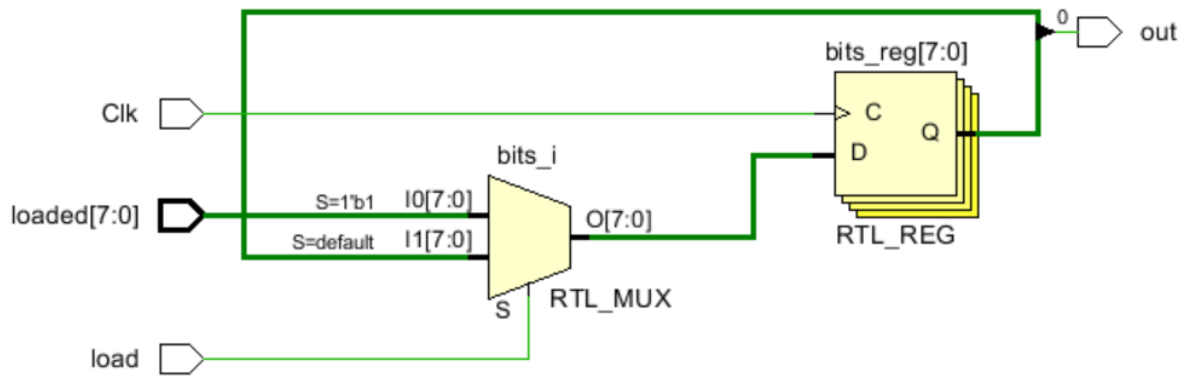 0
out
bits_reg[7:0]
Clk
C
Q
D
bits_i
loaded[7:0]
S=1'b1
I0[7:0]
S=default
I1[7:0]
O[7:0]
RTL_REG
S
RTL_MUX
load